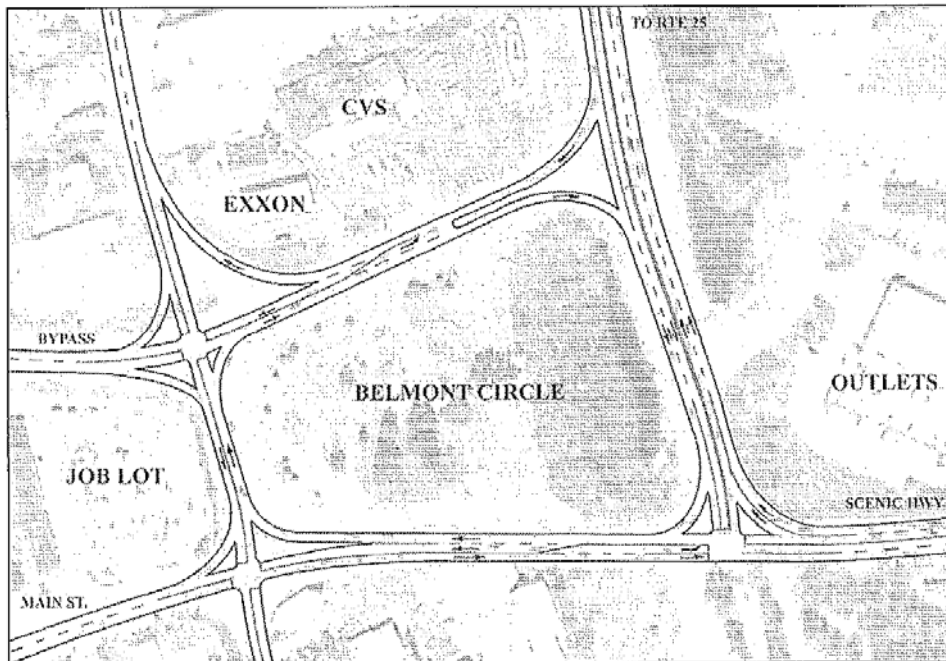 TO RTE 25
CVS
EXXON
BYPASS
BELMONT CIRCLE
OUTLETS
JOB LOT
SCENIC HWY
MAIN ST.